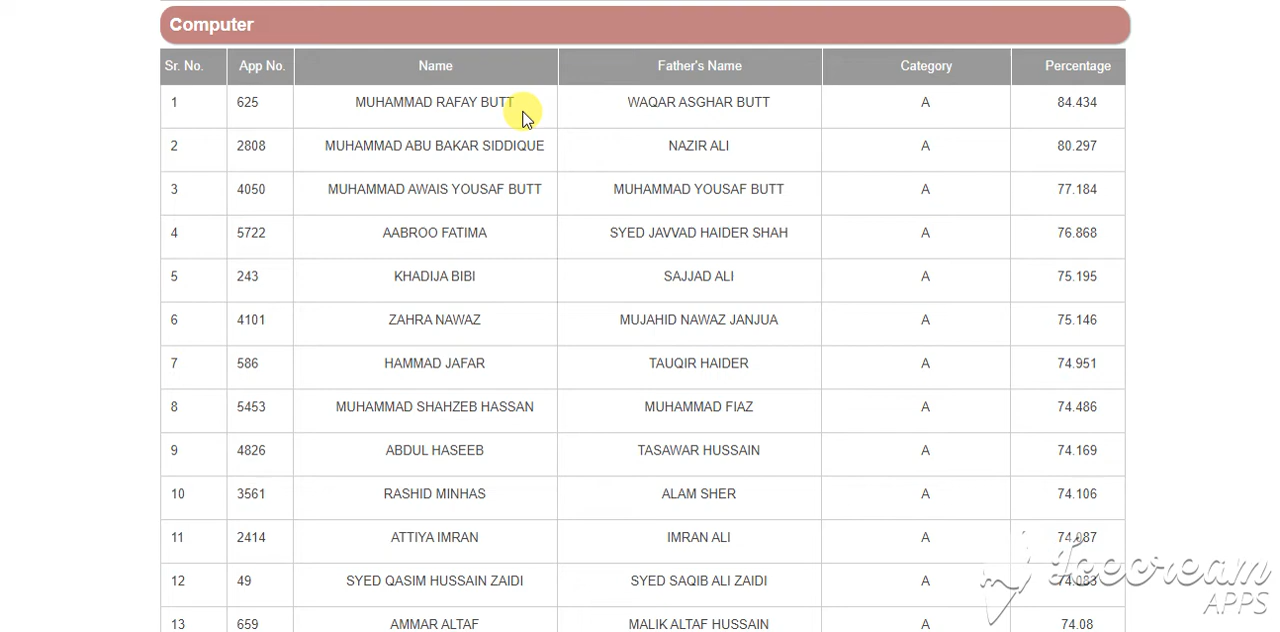 Computer
Sr. No. App No. Name Father's Name Category Percentage
1 625 MUHAMMAD RAFAY BUTT WAQAR ASGHAR BUTT A 84.434
2 2808 MUHAMMAD ABU BAKAR SIDDIQUE NAZIR ALI A 80.297
3 4050 MUHAMMAD AWAIS YOUSAF BUTT MUHAMMAD YOUSAF BUTT A 77.184
4 5722 AABROO FATIMA SYED JAVVAD HAIDER SHAH A 76.868
5 243 KHADIJA BIBI SAJJAD ALI A 75.195
6 4101 ZAHRA NAWAZ MUJAHID NAWAZ JANJUA A 75.146
7 586 HAMMAD JAFAR TAUQIR HAIDER A 74.951
8 5453 MUHAMMAD SHAHZEB HASSAN MUHAMMAD FIAZ A 74.486
9 4826 ABDUL HASEEB TASAWAR HUSSAIN A 74.169
10 3561 RASHID MINHAS ALAM SHER A 74.106
11 2414 ATTIYA IMRAN IMRAN ALI A 74.087
12 49 SYED QASIM HUSSAIN ZAIDI SYED SAQIB ALI ZAIDI A 74.083
13 659 AMMAR ALTAF MALIK ALTAF HUSSAIN A 74.08
Icecream
APPS